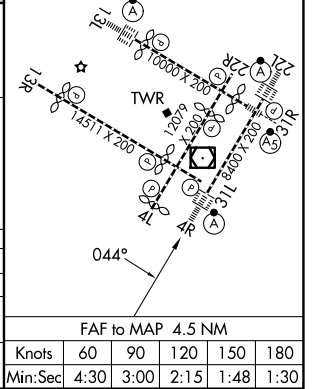 A
13L
P
10000 X 200
22R
22L
A
13R
P
TWR
12079
X 200
P
P
31R
A5
14511 X 200
P
8400 X 200
P
P
31L
4L
4R
A
044°
FAF to MAP 4.5 NM
Knots 60 90 120 150 180
Min:Sec 4:30 3:00 2:15 1:48 1:30